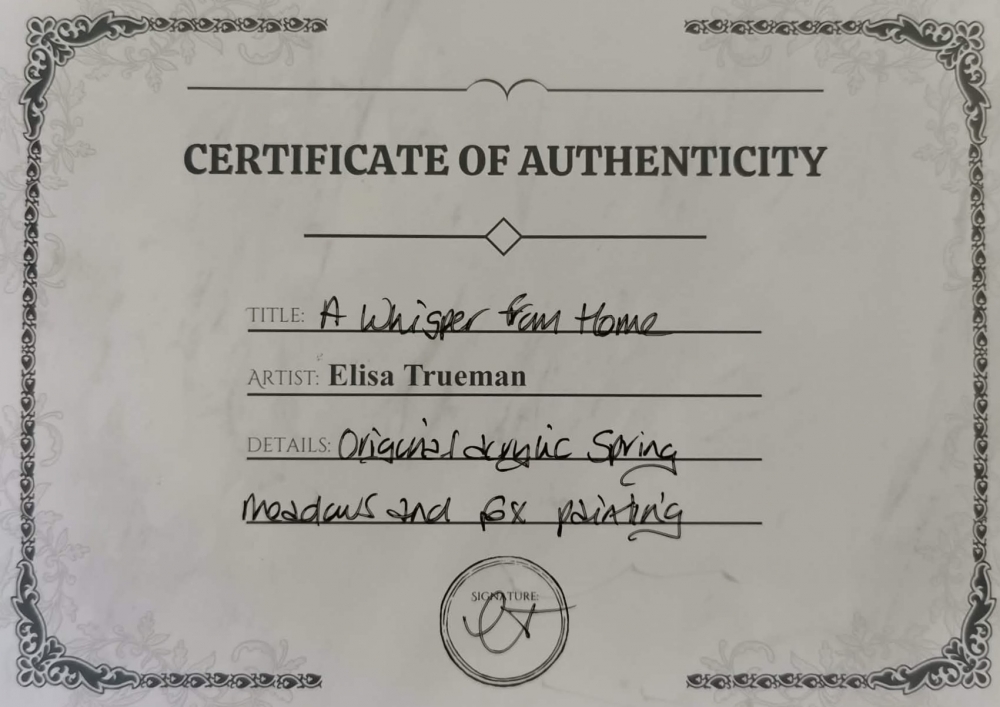 CERTIFICATE OF AUTHENTICITY
TITLE: A Whisper from Home
ARTIST: Elisa Trueman
DETAILS: Original acrylic Spring
meadows and fox painting
SIGNATURE: